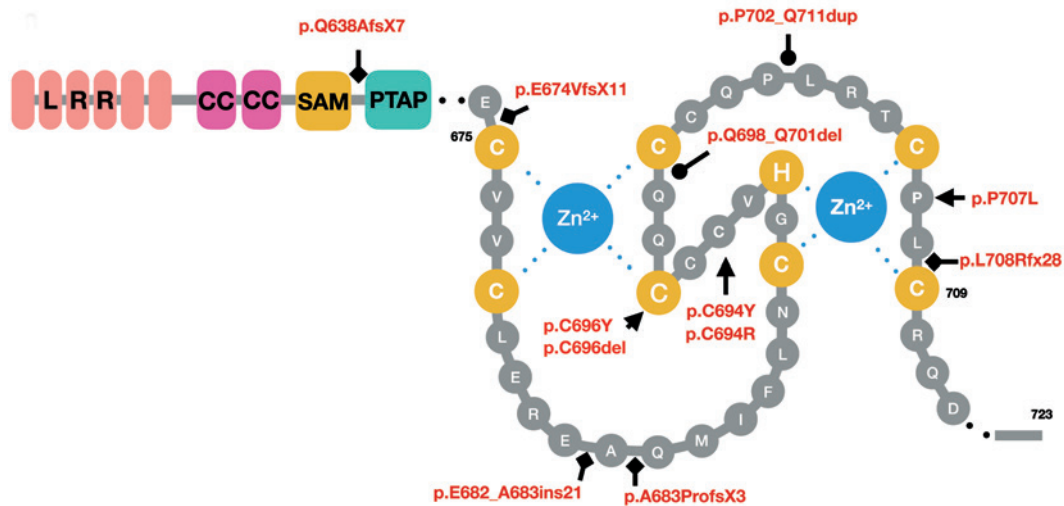 p.Q638AfsX7
p.P702_Q711dup
L R R
CC CC
SAM
PTAP
E
p.E674VfsX11
675
C
V
V
C
L
E
R
E
A
Q
M
I
F
L
N
C
G
H
V
C
C
C
Q
Q
C
C
Q
P
L
R
T
C
P
L
C
R
Q
D
Zn2+
Zn2+
p.Q698_Q701del
p.P707L
p.L708Rfx28
709
p.C696Y
p.C696del
p.C694Y
p.C694R
p.E682_A683ins21
p.A683ProfsX3
723